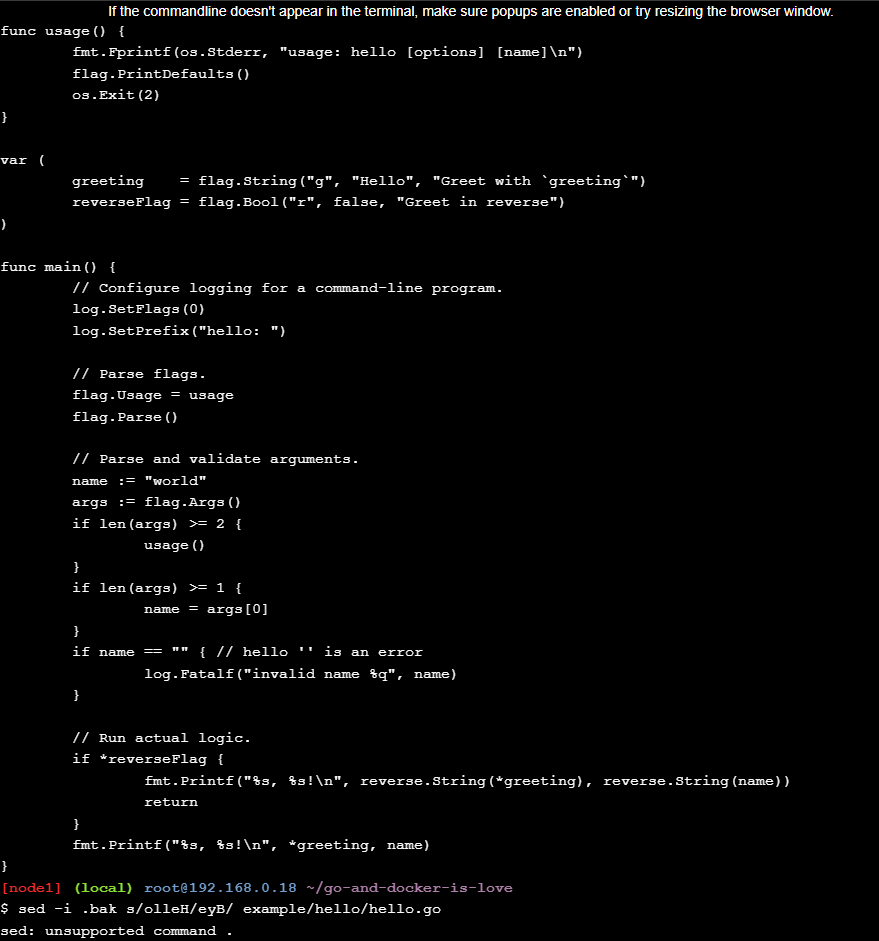 If the commandline doesn't appear in the terminal, make sure popups are enabled or try resizing the browser window.
func usage() {
        fmt.Fprintf(os.Stderr, "usage: hello [options] [name]\n")
        flag.PrintDefaults()
        os.Exit(2)
}

var (
        greeting    = flag.String("g", "Hello", "Greet with `greeting`")
        reverseFlag = flag.Bool("r", false, "Greet in reverse")
)

func main() {
        // Configure logging for a command-line program.
        log.SetFlags(0)
        log.SetPrefix("hello: ")

        // Parse flags.
        flag.Usage = usage
        flag.Parse()

        // Parse and validate arguments.
        name := "world"
        args := flag.Args()
        if len(args) >= 2 {
                usage()
        }
        if len(args) >= 1 {
                name = args[0]
        }
        if name == "" { // hello '' is an error
                log.Fatalf("invalid name %q", name)
        }

        // Run actual logic.
        if *reverseFlag {
                fmt.Printf("%s, %s!\n", reverse.String(*greeting), reverse.String(name))
                return
        }
        fmt.Printf("%s, %s!\n", *greeting, name)
}
[node1] (local) root@192.168.0.18 ~/go-and-docker-is-love
$ sed -i .bak s/olleH/eyB/ example/hello/hello.go
sed: unsupported command .